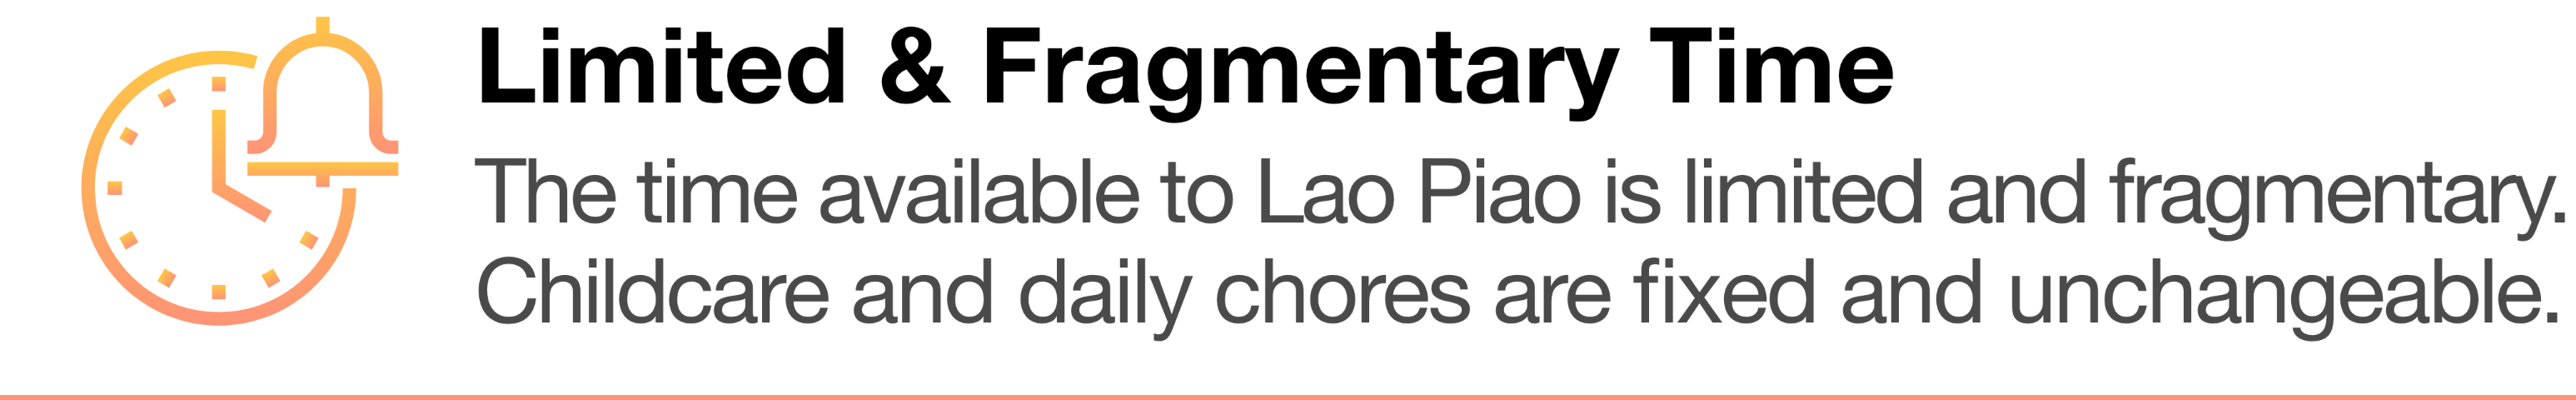 Limited & Fragmentary Time
The time available to Lao Piao is limited and fragmentary.
Childcare and daily chores are fixed and unchangeable.